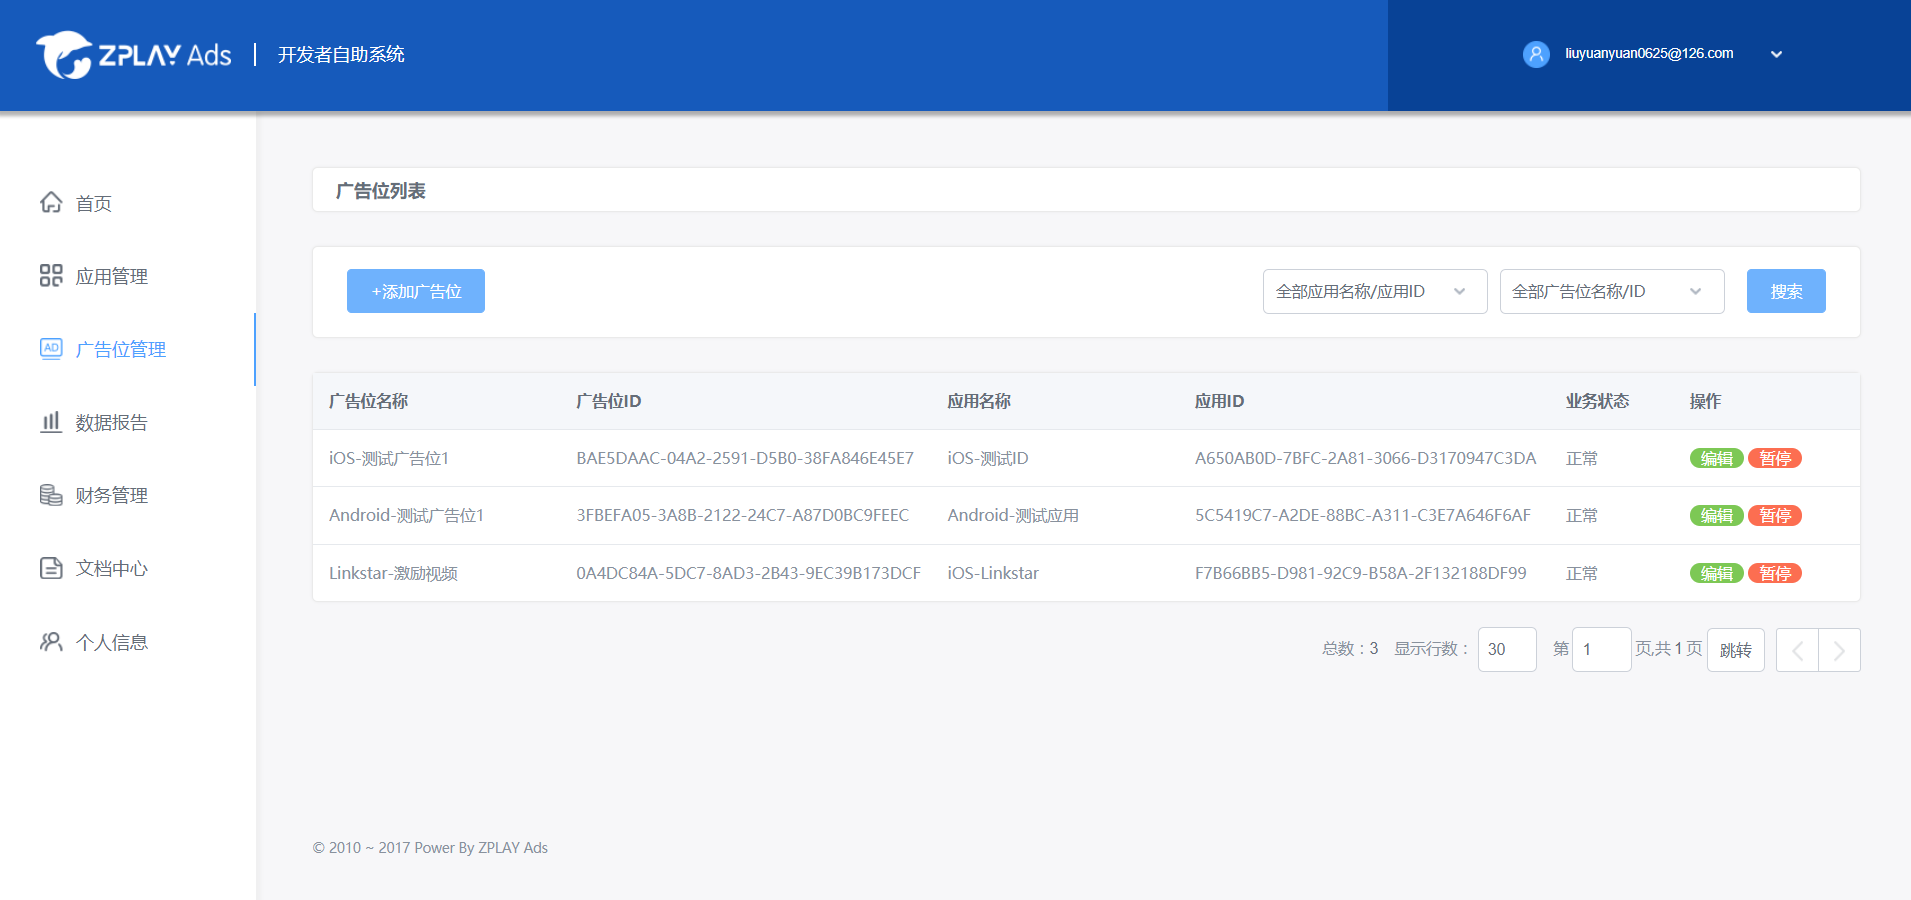 ZPLAY Ads | 开发者自助系统
liuyuanyuan0625@126.com
首页
应用管理
AD 广告位管理
数据报告
财务管理
文档中心
个人信息
广告位列表
+添加广告位 全部应用名称/应用ID 全部广告位名称/ID 搜索
广告位名称 广告位ID 应用名称 应用ID 业务状态 操作
iOS-测试广告位1 BAE5DAAC-04A2-2591-D5B0-38FA846E45E7 iOS-测试ID A650AB0D-7BFC-2A81-3066-D3170947C3DA 正常 编辑 暂停
Android-测试广告位1 3FBEFA05-3A8B-2122-24C7-A87D0BC9FEEC Android-测试应用 5C5419C7-A2DE-88BC-A311-C3E7A646F6AF 正常 编辑 暂停
Linkstar-激励视频 0A4DC84A-5DC7-8AD3-2B43-9EC39B173DCF iOS-Linkstar F7B66BB5-D981-92C9-B58A-2F132188DF99 正常 编辑 暂停
总数：3 显示行数： 30 第 1 页,共 1 页 跳转
© 2010 ~ 2017 Power By ZPLAY Ads